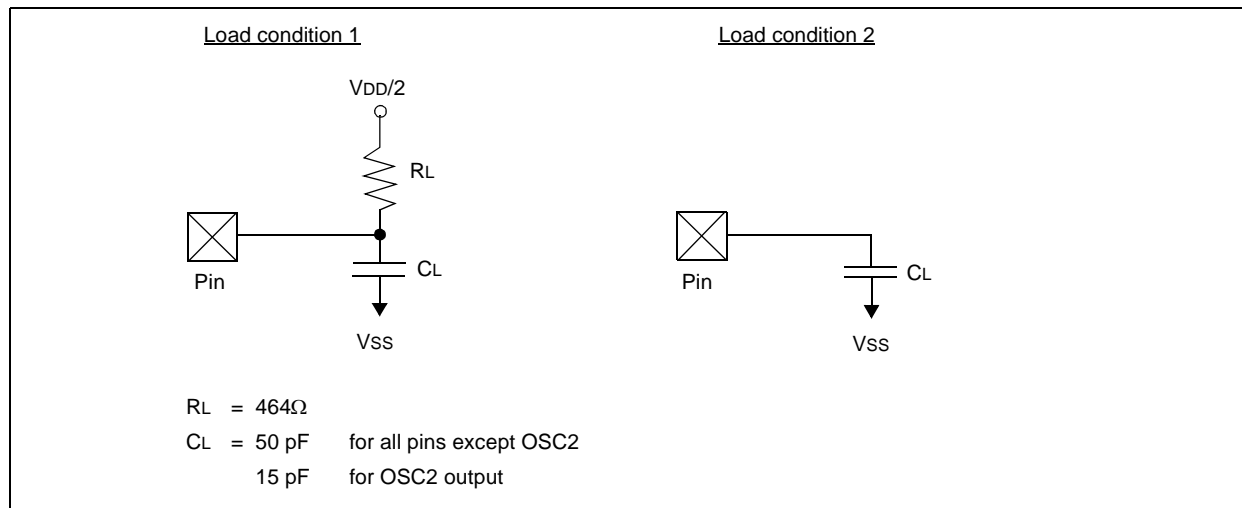 Load condition 1
VDD/2
RL
Pin
CL
VSS
Load condition 2
Pin
CL
VSS
RL = 464Ω
CL = 50 pF for all pins except OSC2
15 pF for OSC2 output